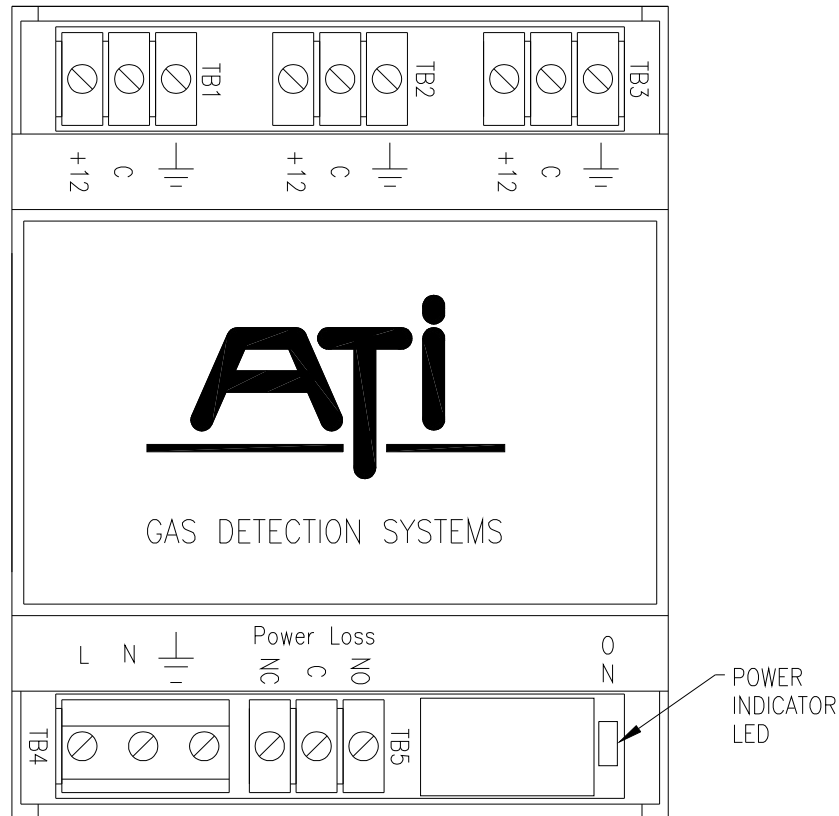 TB1 TB2 TB3
+12 C +12 C +12 C
ATi
GAS DETECTION SYSTEMS
L N Power Loss
NC C NO
ON
TB4 TB5
POWER
INDICATOR
LED